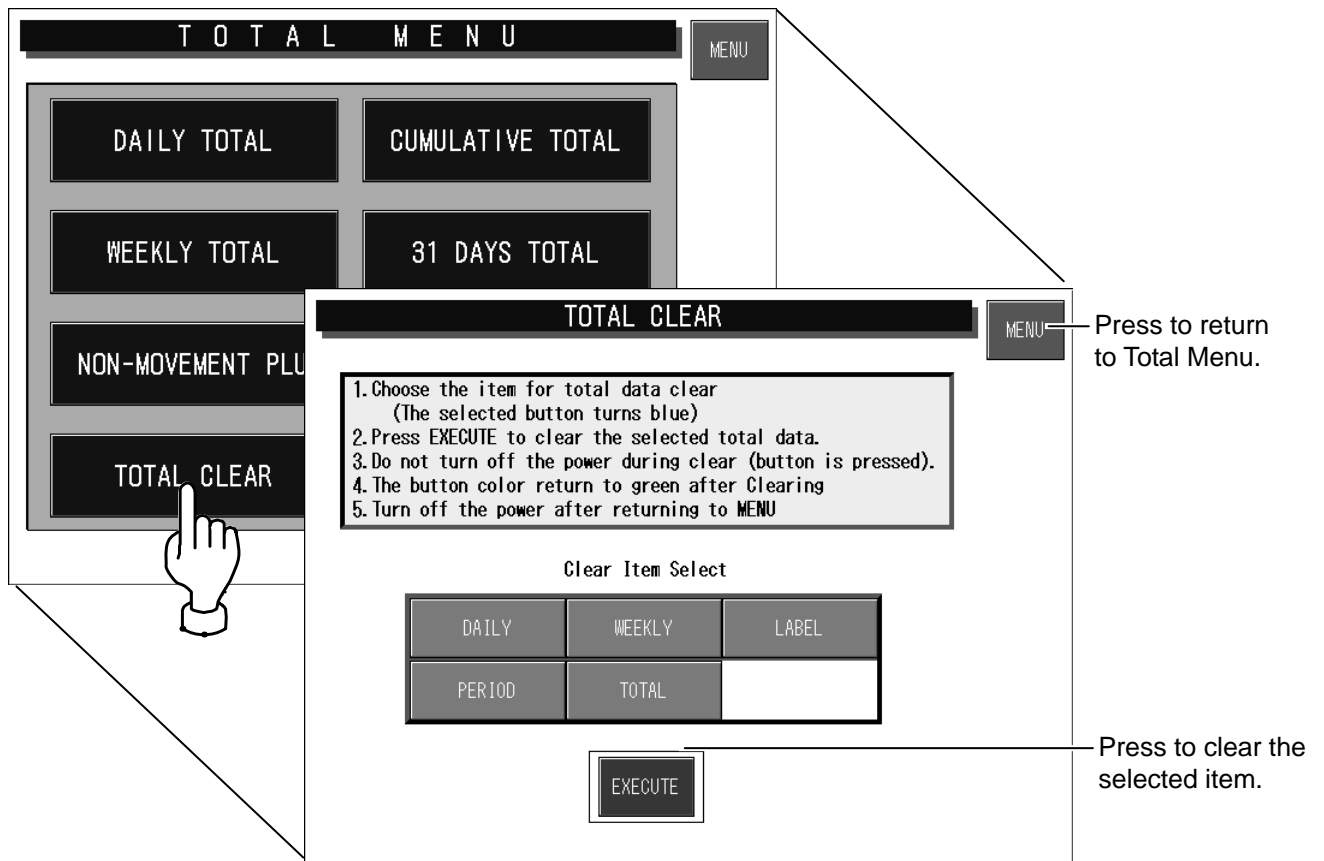 TOTAL MENU
MENU
DAILY TOTAL
CUMULATIVE TOTAL
WEEKLY TOTAL
31 DAYS TOTAL
NON-MOVEMENT PLU
TOTAL CLEAR
TOTAL CLEAR
MENU
Press to return
to Total Menu.
1.Choose the item for total data clear
(The selected button turns blue)
2.Press EXECUTE to clear the selected total data.
3.Do not turn off the power during clear (button is pressed).
4.The button color return to green after Clearing
5.Turn off the power after returning to MENU
Clear Item Select
DAILY
WEEKLY
LABEL
PERIOD
TOTAL
EXECUTE
Press to clear the
selected item.